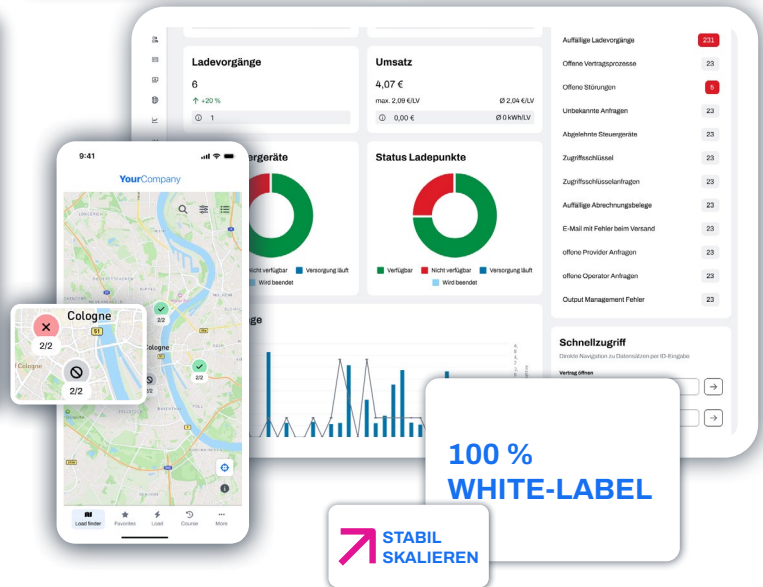 Ladevorgänge
6
↑ +20 %
1
Umsatz
4,07 €
max. 2,09 €/LV
Ø 2,04 €/LV
0,00 €
Ø 0 kWh/LV
Status Ladepunkte
Verfügbar
Nicht verfügbar
Versorgung läuft
Wird beendet
Versorgung läuft
Wird beendet
Auffällige Ladevorgänge 231
Offene Vertragsprozesse 23
Offene Störungen 5
Unbekannte Anfragen 23
Abgelehnte Steuergeräte 23
Zugriffsschlüssel 23
Zugriffsschlüsselanfragen 23
Auffällige Abrechnungsbelege 23
E-Mail mit Fehler beim Versand 23
offene Provider Anfragen 23
offene Operator Anfragen 23
Output Management Fehler 23
Schnellzugriff
Direkte Navigation zu Datensätzen per ID-Eingabe
Vertrag öffnen
9:41
YourCompany
2/2
2/2
2/2
Cologne
51
2/2
2/2
Load finder
Favorites
Load
Course
More
100 %
WHITE-LABEL
STABIL
SKALIEREN